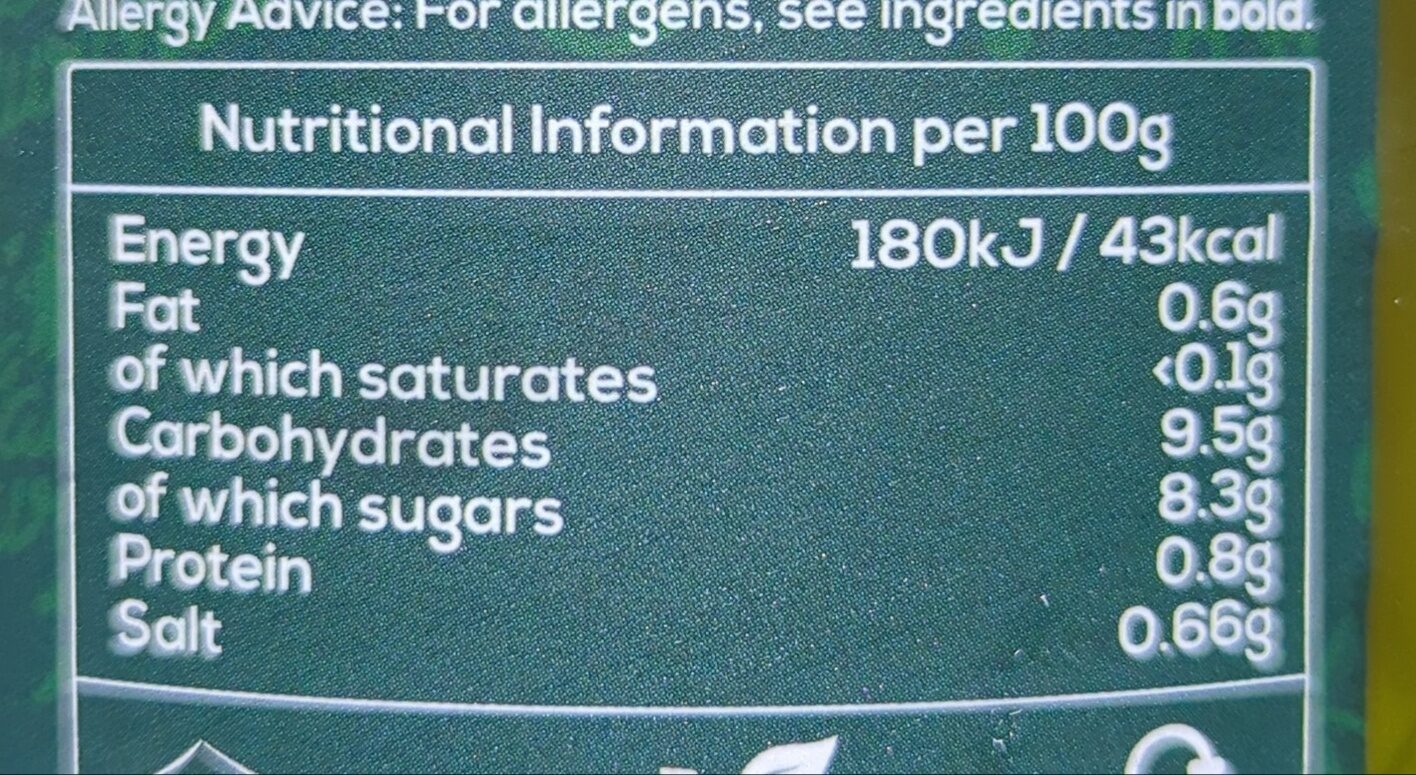 Allergy Advice: For allergens, see ingredients in bold.
Nutritional Information per 100g
Energy 180kJ / 43kcal
Fat 0.6g
of which saturates <0.1g
Carbohydrates 9.5g
of which sugars 8.3g
Protein 0.8g
Salt 0.66g